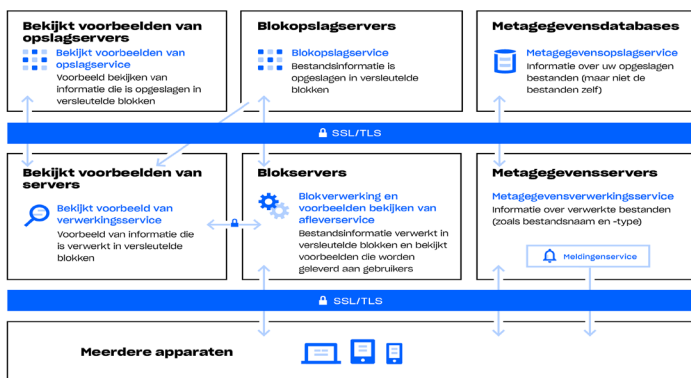 Bekijkt voorbeelden van
opslagservers
Bekijkt voorbeelden van
opslagservice
Voorbeeld bekijken van
informatie die is opgeslagen in
versleutelde blokken
Blokopslagservers
Blokopslagservice
Bestandsinformatie is
opgeslagen in versleutelde
blokken
Metagegevensdatabases
Metagegevensopslagservice
Informatie over uw opgeslagen
bestanden (maar niet de
bestanden zelf)
SSL/TLS
Bekijkt voorbeelden van
servers
Bekijkt voorbeeld van
verwerkingsservice
Voorbeeld van informatie die
is verwerkt in versleutelde
blokken
Blokservers
Blokverwerking en
voorbeelden bekijken van
afleverservice
Bestandsinformatie verwerkt in
versleutelde blokken en bekijkt
voorbeelden die worden
geleverd aan gebruikers
Metagegevensservers
Metagegevensverwerkingsservice
Informatie over verwerkte bestanden
(zoals bestandsnaam en -type)
Meldingenservice
SSL/TLS
Meerdere apparaten